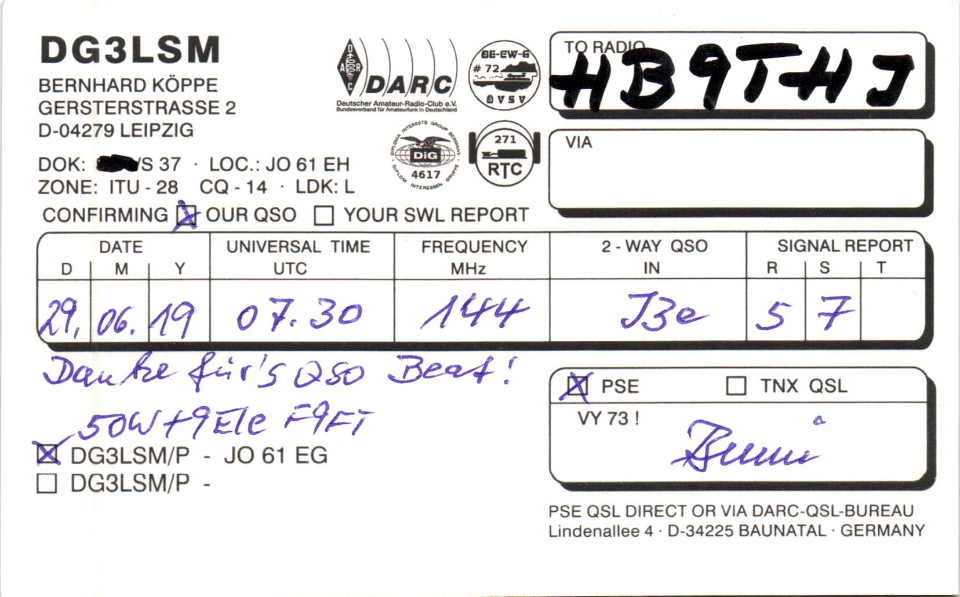 DG3LSM
BERNHARD KÖPPE
GERSTERSTRASSE 2
D-04279 LEIPZIG
DOK: /S 37 · LOC.: JO 61 EH
ZONE: ITU - 28 CQ - 14 · LDK: L
CONFIRMING OUR QSO YOUR SWL REPORT
DARC
Deutscher Amateur-Radio-Club e.V.
Bundesverband für Amateurfunk in Deutschland
# 72
DIPLOM INTERESSEN GRUPPE
DIG
4617
271
RTC
TO RADIO
HB9THJ
VIA
DATE UNIVERSAL TIME FREQUENCY 2 - WAY QSO SIGNAL REPORT
D M Y UTC MHz IN R S T
29. 06. 19 07.30 144 J3e 5 7
Danke für's QSO Beat!
50W+9Ele F9FT
DG3LSM/P - JO 61 EG
DG3LSM/P -
PSE TNX QSL
VY 73 !
PSE QSL DIRECT OR VIA DARC-QSL-BUREAU
Lindenallee 4 · D-34225 BAUNATAL · GERMANY